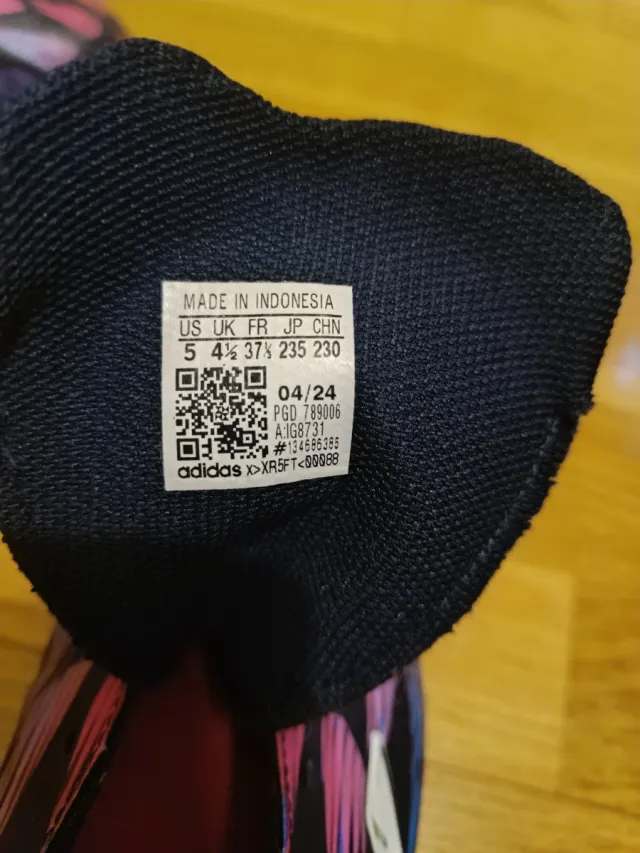 MADE IN INDONESIA
US UK FR JP CHN
5 4½ 37⅓ 235 230
04/24
PGD 789006
A:IG8731
#134686385
adidas X>XR5FT<00088